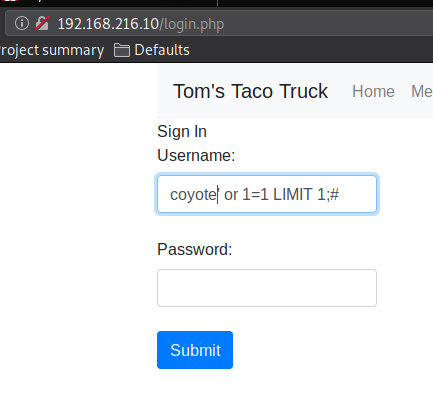 192.168.216.10/login.php
roject summary Defaults
Tom's Taco Truck Home Me
Sign In
Username:
coyote' or 1=1 LIMIT 1;#
Password:
Submit